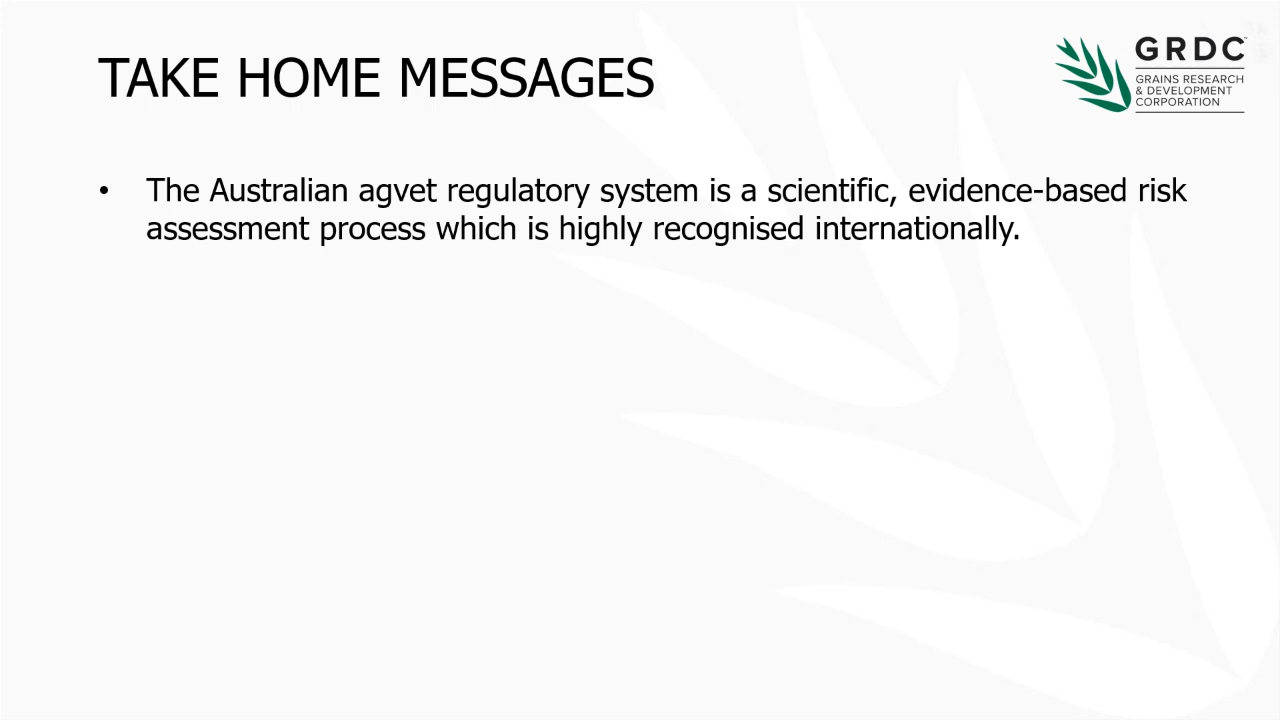 TAKE HOME MESSAGES
GRDC™
GRAINS RESEARCH
& DEVELOPMENT
CORPORATION
• The Australian agvet regulatory system is a scientific, evidence-based risk
assessment process which is highly recognised internationally.